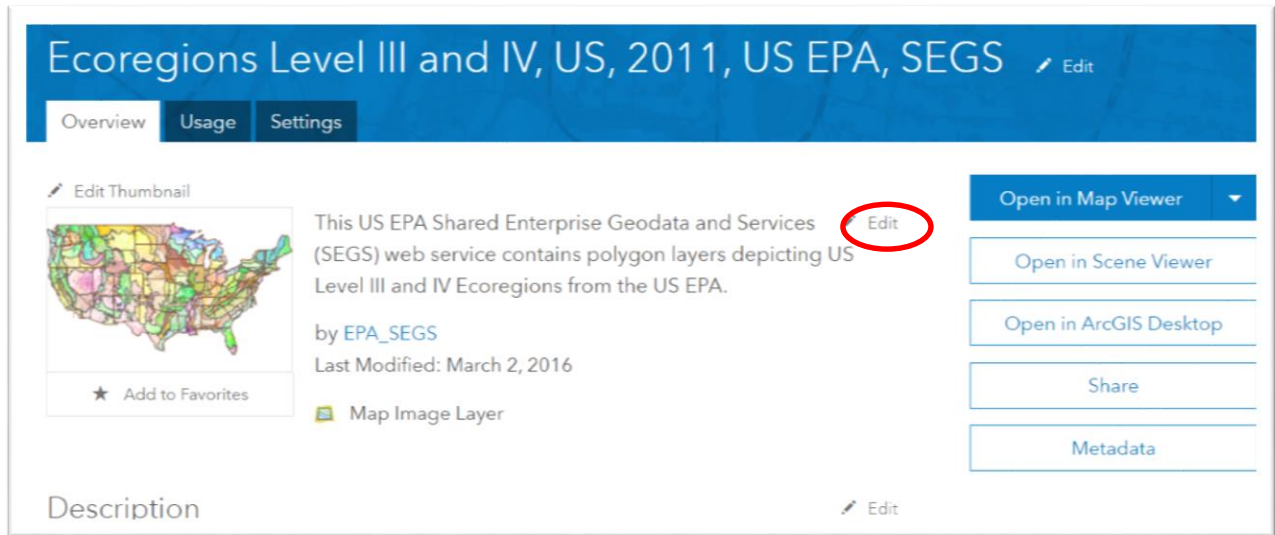 Ecoregions Level III and IV, US, 2011, US EPA, SEGS Edit
Overview Usage Settings
Edit Thumbnail
This US EPA Shared Enterprise Geodata and Services Edit
(SEGS) web service contains polygon layers depicting US
Level III and IV Ecoregions from the US EPA.
by EPA_SEGS
Last Modified: March 2, 2016
Add to Favorites
Map Image Layer
Open in Map Viewer
Open in Scene Viewer
Open in ArcGIS Desktop
Share
Metadata
Description Edit